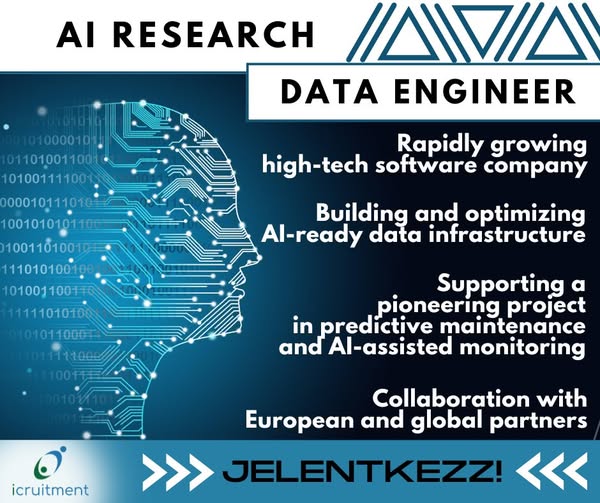 AI RESEARCH
DATA ENGINEER
Rapidly growing
high-tech software company
Building and optimizing
AI-ready data infrastructure
Supporting a
pioneering project
in predictive maintenance
and AI-assisted monitoring
Collaboration with
European and global partners
icruitment
JELENTKEZZ!